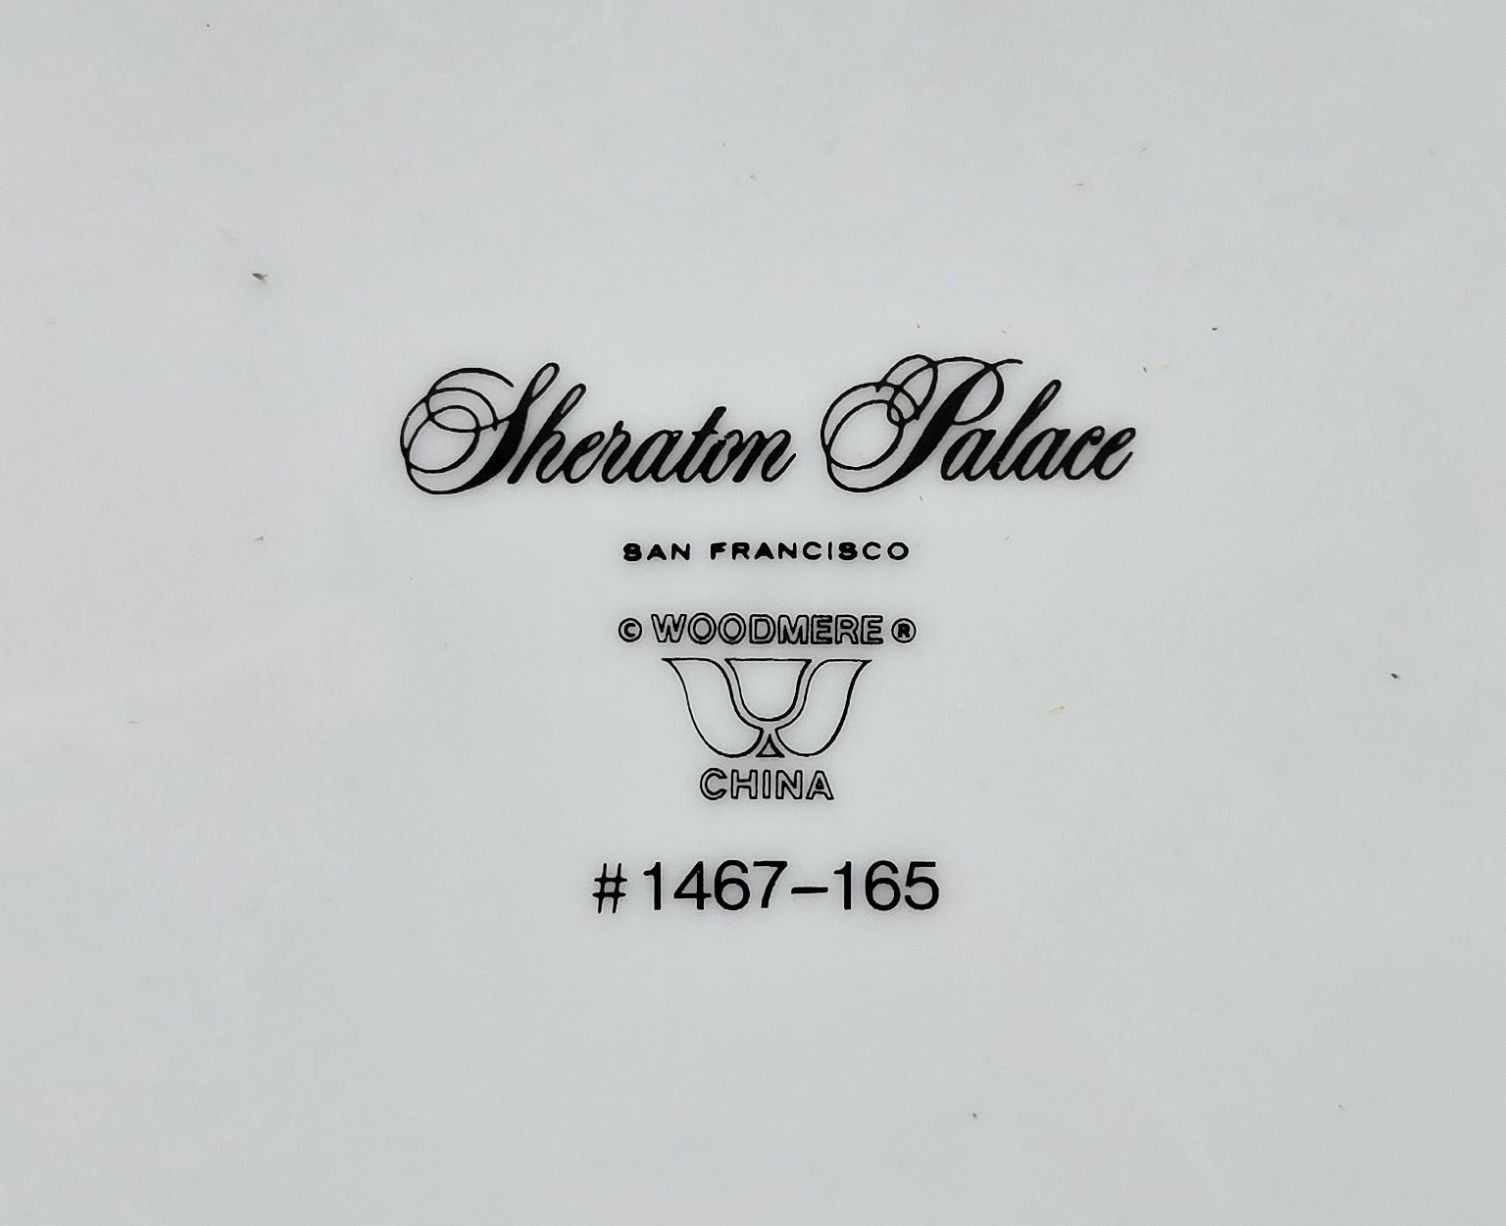 Sheraton Palace
SAN FRANCISCO
© WOODMERE ®
CHINA
#1467-165